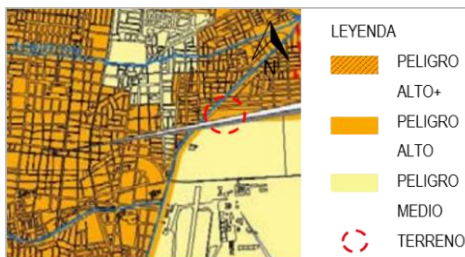 LEYENDA
PELIGRO
ALTO+
PELIGRO
ALTO
PELIGRO
MEDIO
TERRENO
N